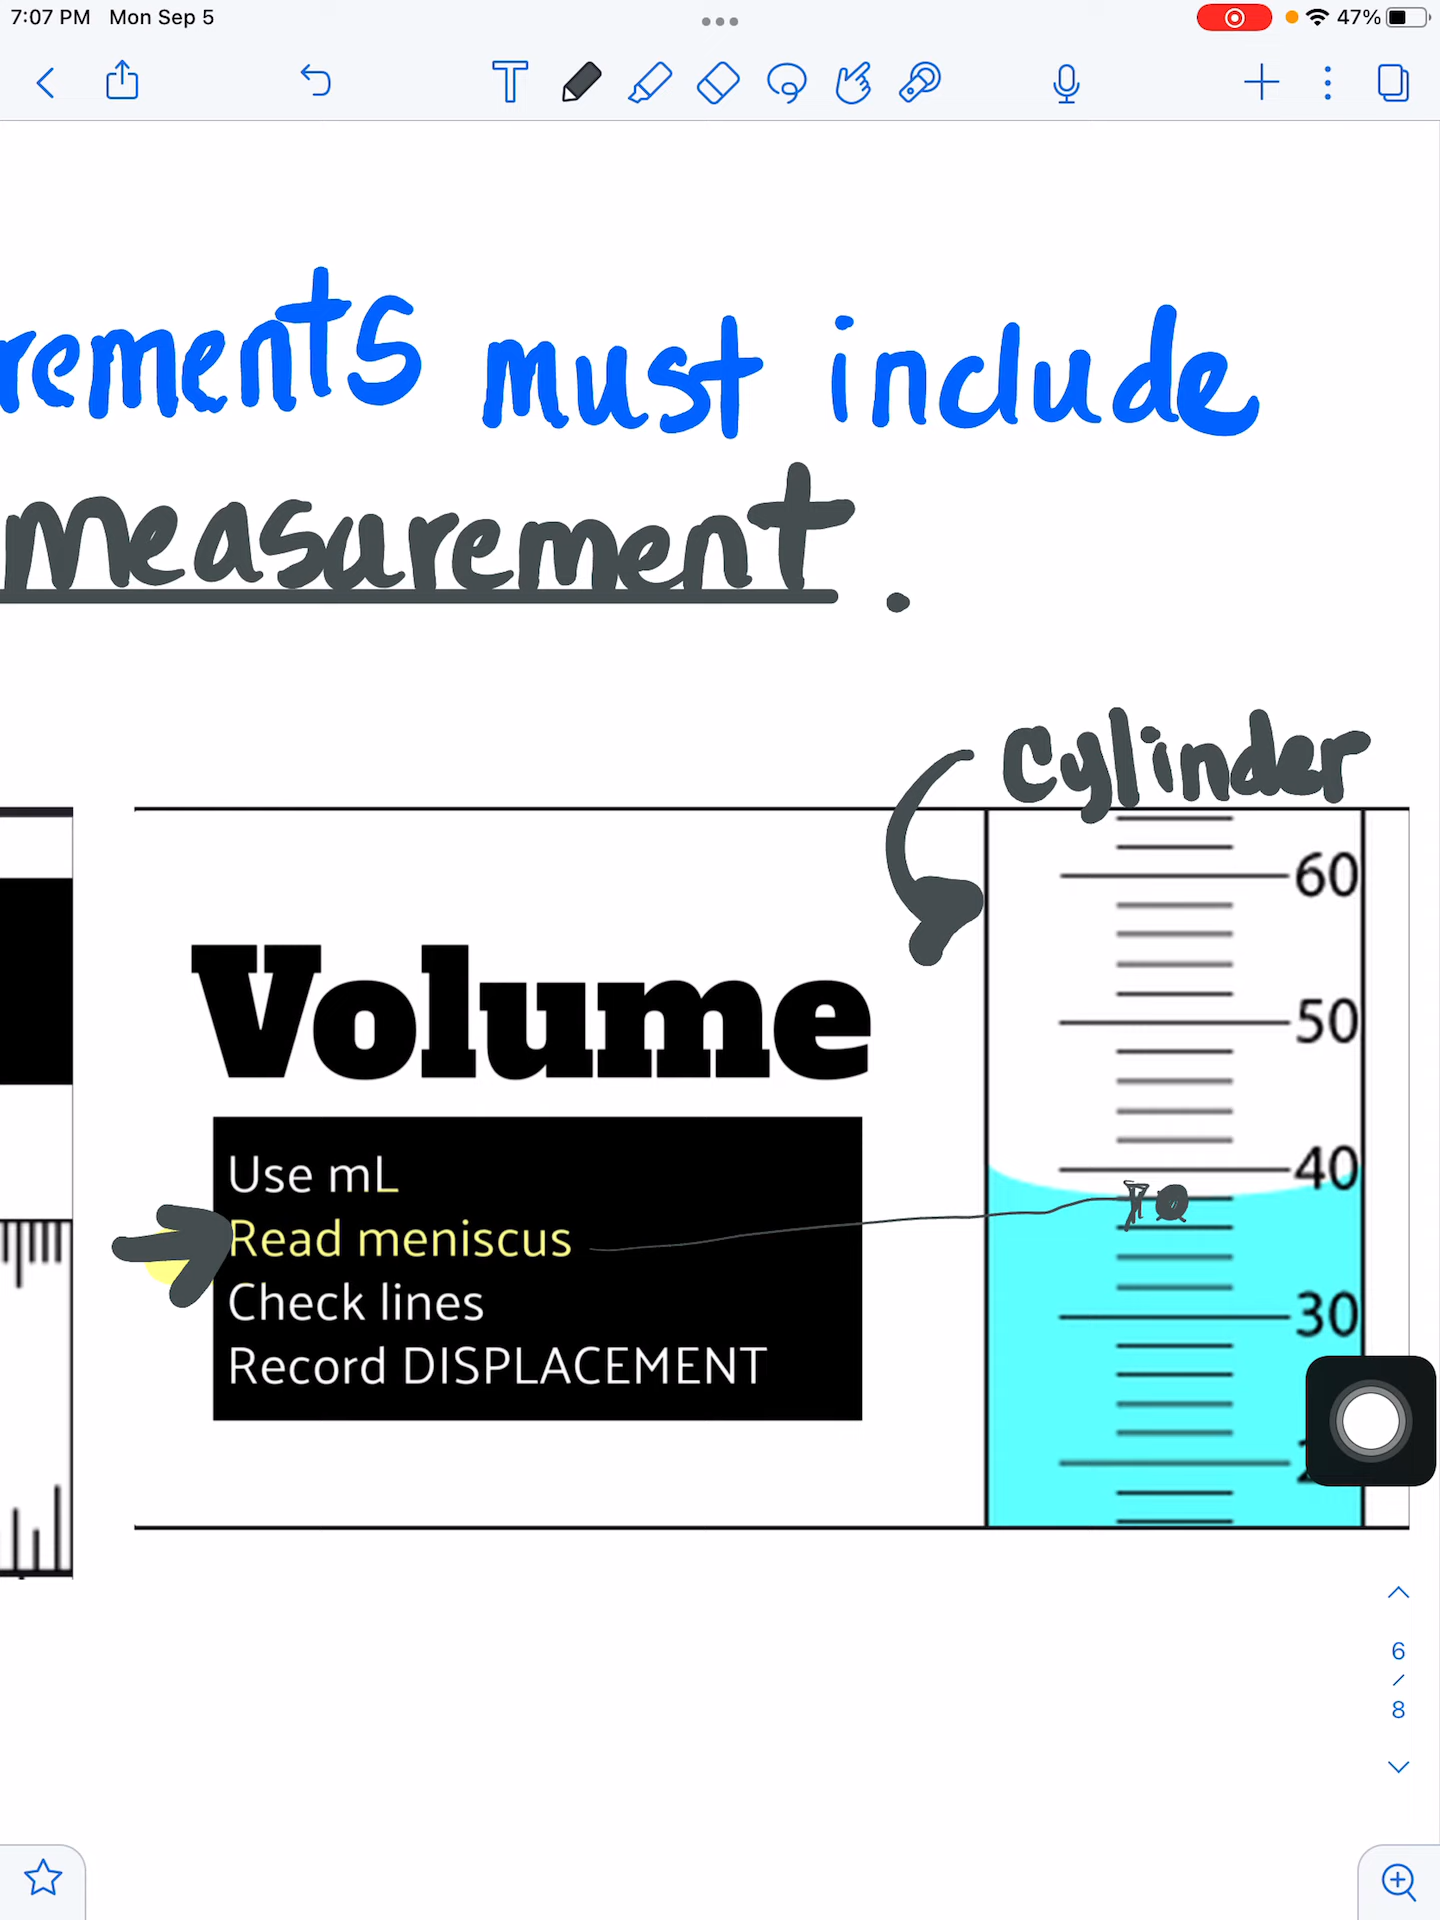 7:07 PM Mon Sep 5
47%
rements must include
measurement.
Cylinder
60
Volume
50
Use mL
40
Read meniscus
Check lines
30
Record DISPLACEMENT
6
/
8